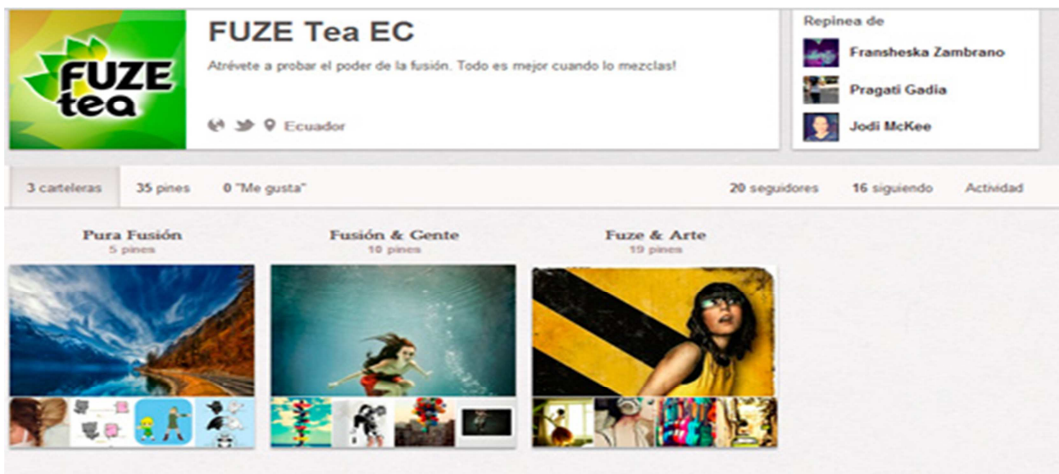 FUZE
tea
FUZE Tea EC
Atrévete a probar el poder de la fusión. Todo es mejor cuando lo mezclas!
Ecuador
Repinea de
Fransheska Zambrano
Pragati Gadia
Jodi McKee
3 carteleras 35 pines 0 "Me gusta" 20 seguidores 16 siguiendo Actividad
Pura Fusión
5 pines
Fusión & Gente
10 pines
Fuze & Arte
19 pines